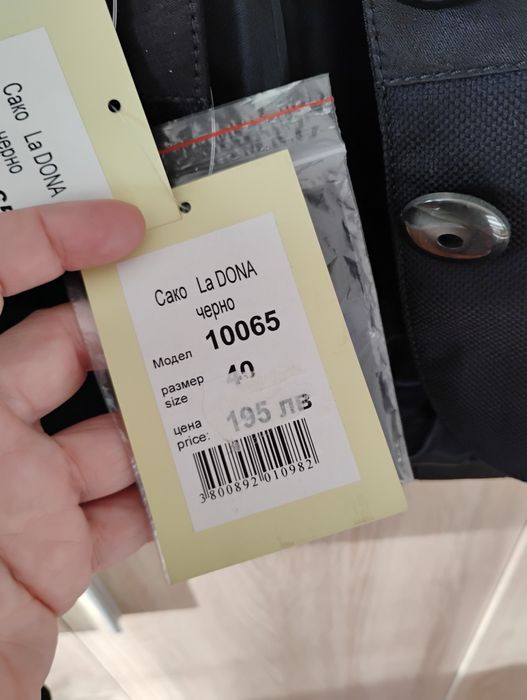 Сако La DONA
черно
Сако La DONA
черно
Модел 10065
размер
size 40
цена
price: 195 лв
3800892010982